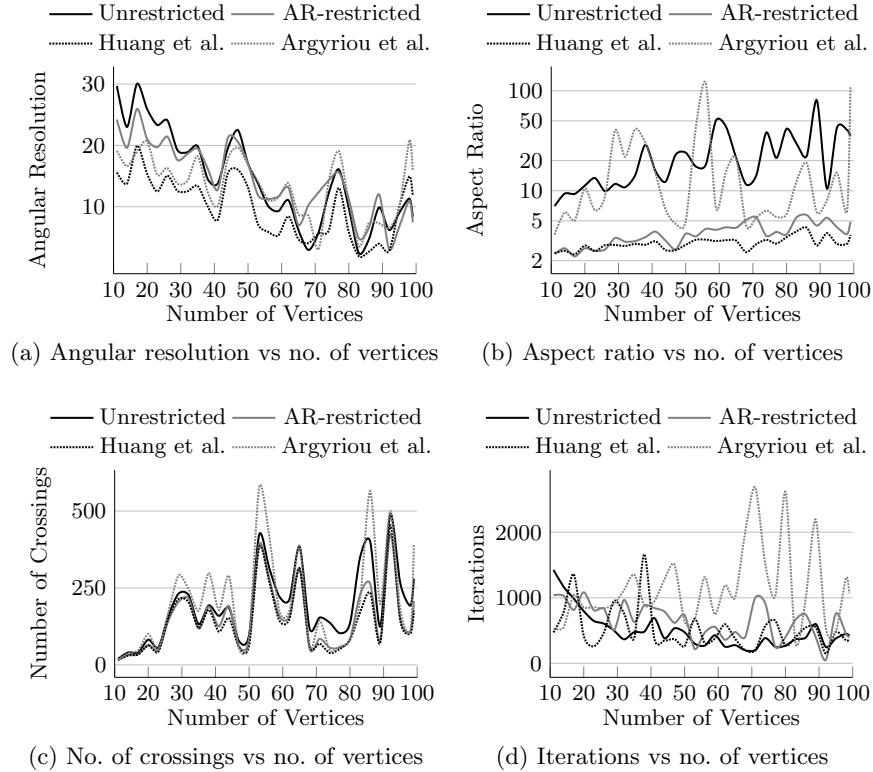 Unrestricted AR-restricted
Huang et al. Argyriou et al.
Angular Resolution
30
20
10
10 20 30 40 50 60 70 80 90 100
Number of Vertices
(a) Angular resolution vs no. of vertices
Unrestricted AR-restricted
Huang et al. Argyriou et al.
Aspect Ratio
100
50
20
10
5
2
10 20 30 40 50 60 70 80 90 100
Number of Vertices
(b) Aspect ratio vs no. of vertices
Unrestricted AR-restricted
Huang et al. Argyriou et al.
Number of Crossings
500
250
0
10 20 30 40 50 60 70 80 90 100
Number of Vertices
(c) No. of crossings vs no. of vertices
Unrestricted AR-restricted
Huang et al. Argyriou et al.
Iterations
2000
1000
0
10 20 30 40 50 60 70 80 90 100
Number of Vertices
(d) Iterations vs no. of vertices